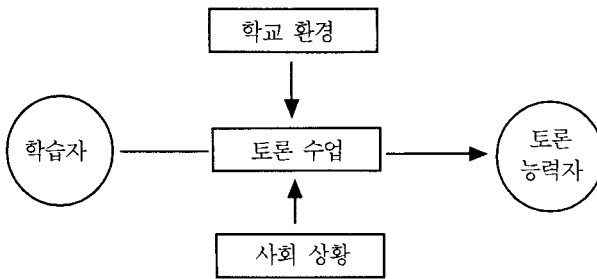 학교 환경
학습자
토론 수업
토론
능력자
사회 상황